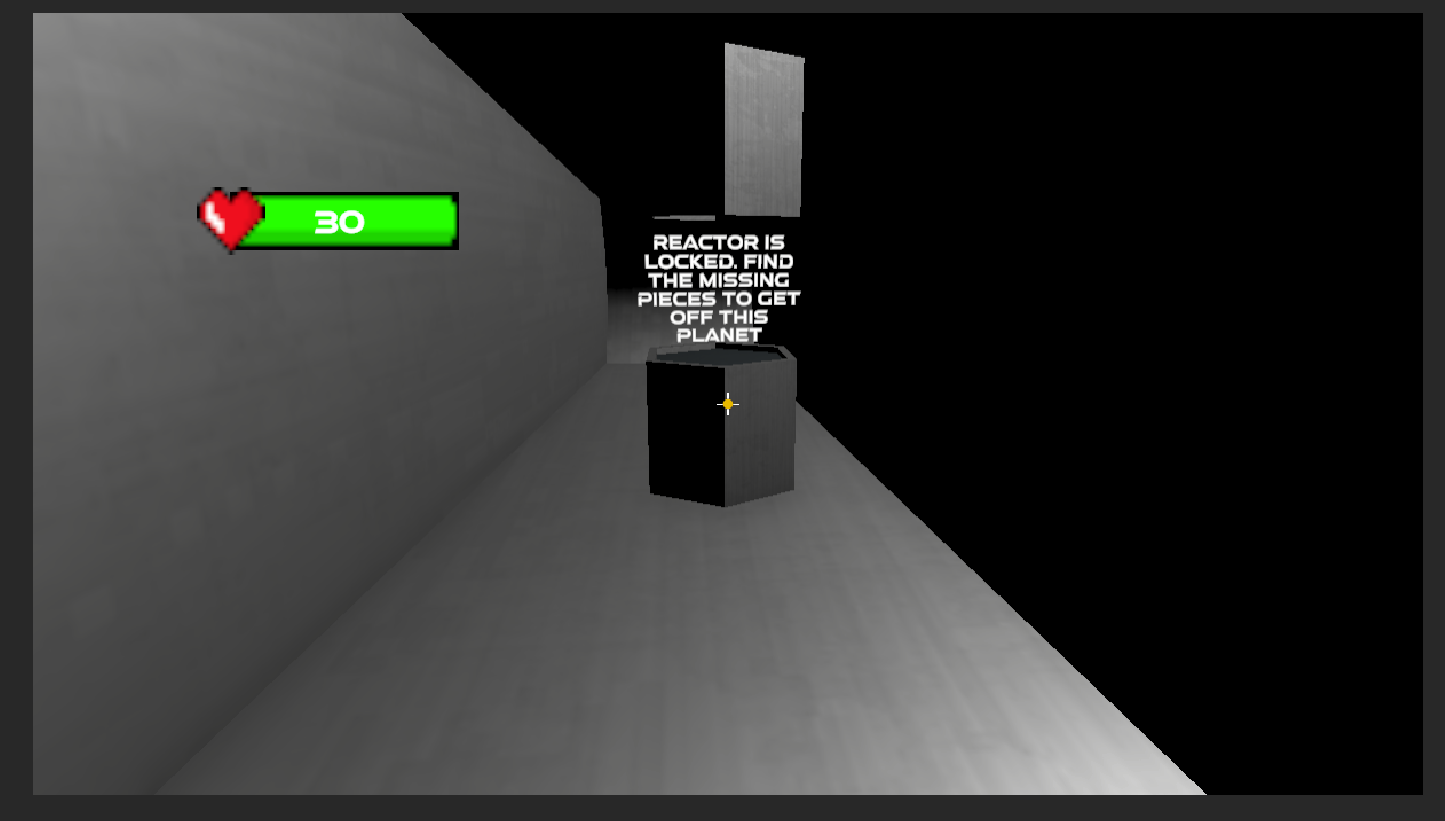 30
REACTOR IS
LOCKED. FIND
THE MISSING
PIECES TO GET
OFF THIS
PLANET